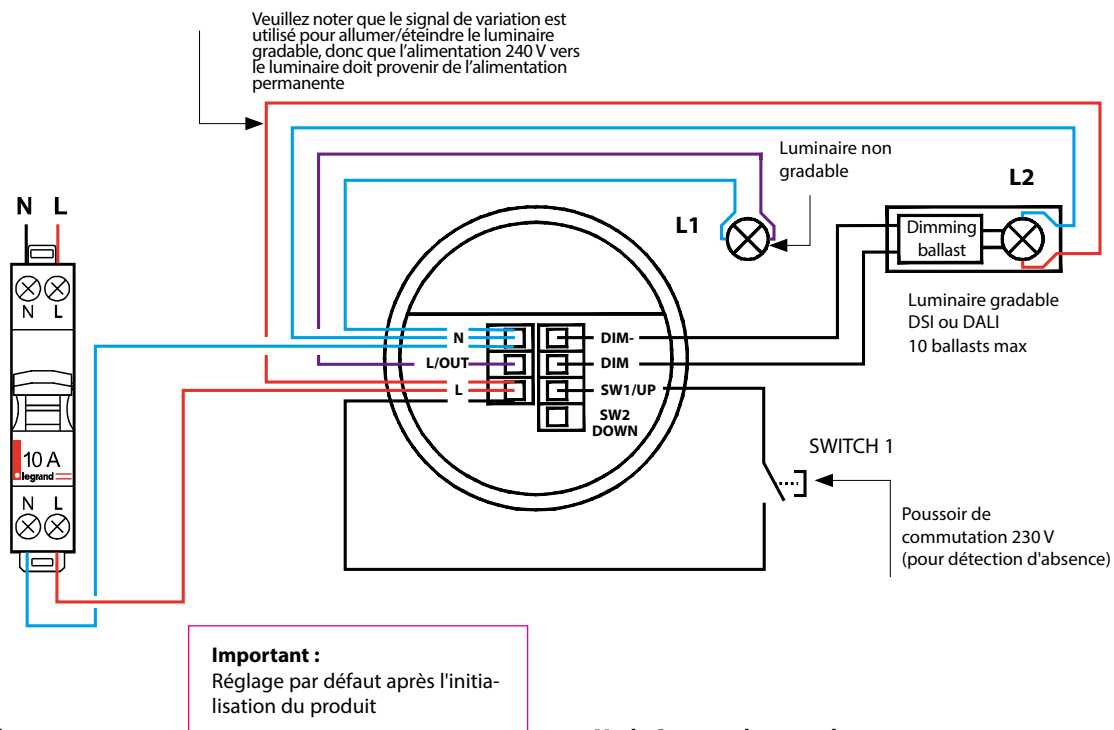 Veuillez noter que le signal de variation est
utilisé pour allumer/éteindre le luminaire
gradable, donc que l'alimentation 240 V vers
le luminaire doit provenir de l'alimentation
permanente
Luminaire non
gradable
L2
N L
L1
Dimming
ballast
N L
Luminaire gradable
DSI ou DALI
10 ballasts max
N
DIM-
L/OUT
DIM
L
SW1/UP
SW2
DOWN
SWITCH 1
10 A
legrand
N L
Poussoir de
commutation 230 V
(pour détection d'absence)
Important :
Réglage par défaut après l'initia-
lisation du produit